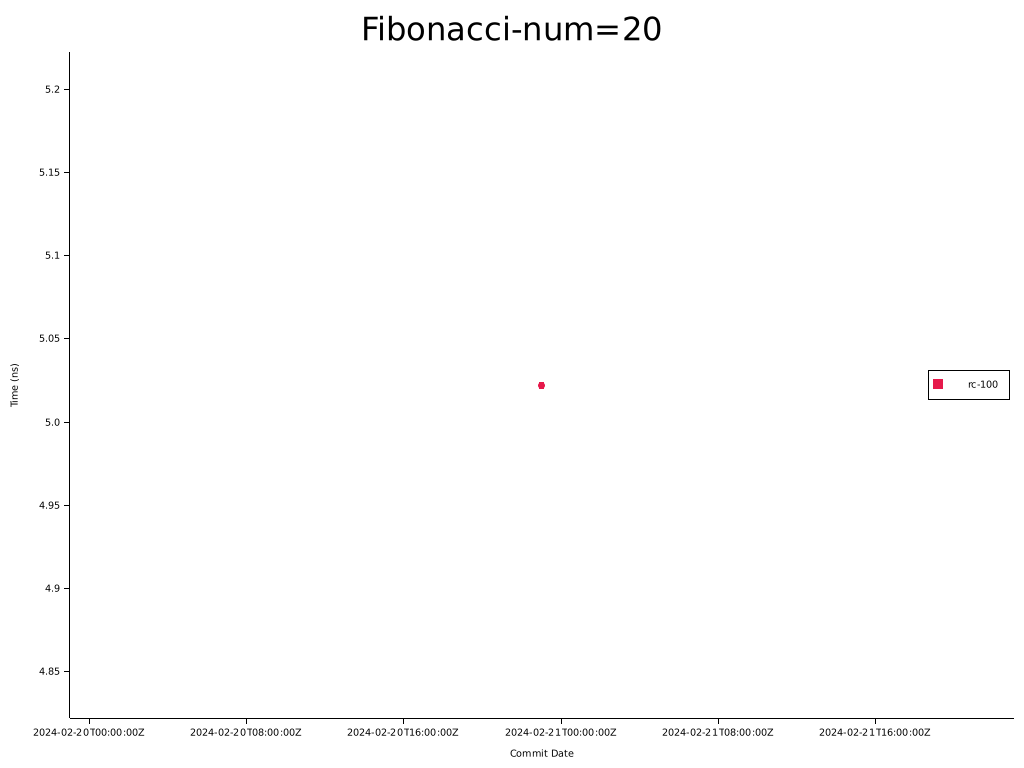 Fibonacci-num=20
5.2
5.15
5.1
5.05
5.0
4.95
4.9
4.85
Time (ns)
rc-100
2024-02-20T00:00:00Z
2024-02-20T08:00:00Z
2024-02-20T16:00:00Z
2024-02-21T00:00:00Z
2024-02-21T08:00:00Z
2024-02-21T16:00:00Z
Commit Date